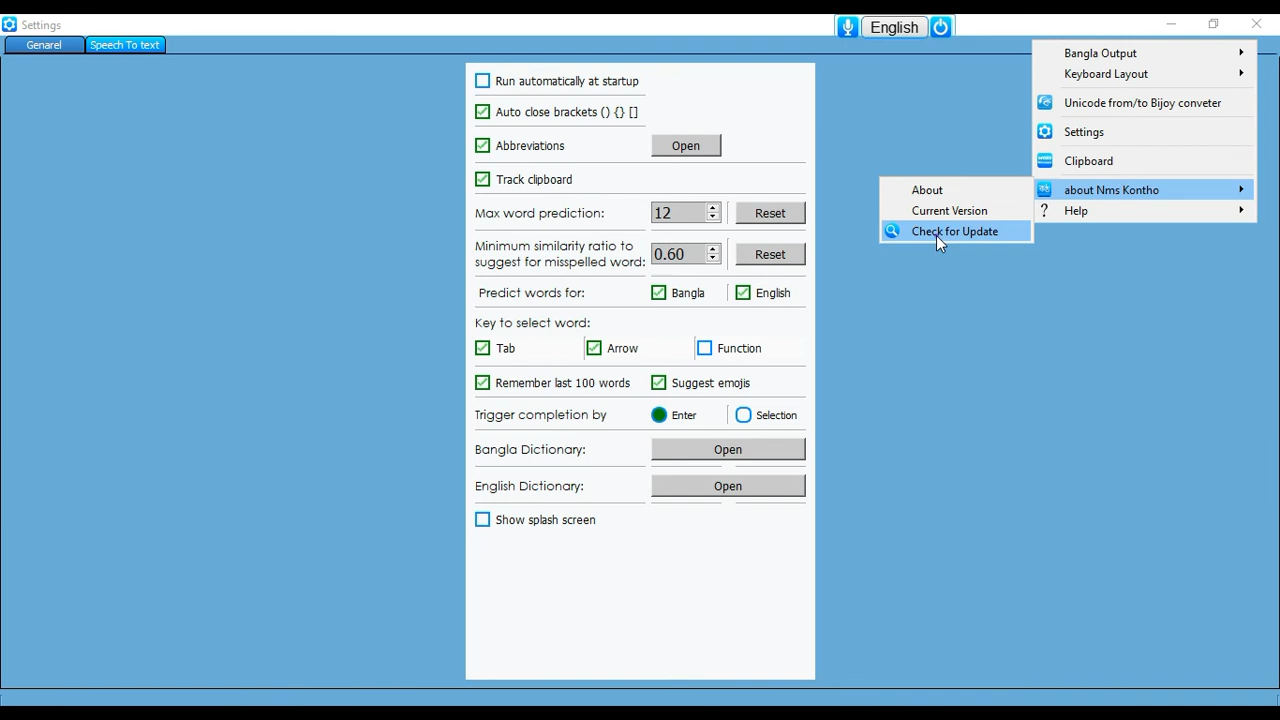 Settings
English
Genarel
Speech To text
Bangla Output
Keyboard Layout
Unicode from/to Bijoy conveter
Settings
Clipboard
about Nms Kontho
? Help
About
Current Version
Check for Update
Run automatically at startup
Auto close brackets () {} []
Abbreviations Open
Track clipboard
Max word prediction: 12 Reset
Minimum similarity ratio to
suggest for misspelled word: 0.60 Reset
Predict words for: Bangla English
Key to select word:
Tab Arrow Function
Remember last 100 words Suggest emojis
Trigger completion by Enter Selection
Bangla Dictionary: Open
English Dictionary: Open
Show splash screen